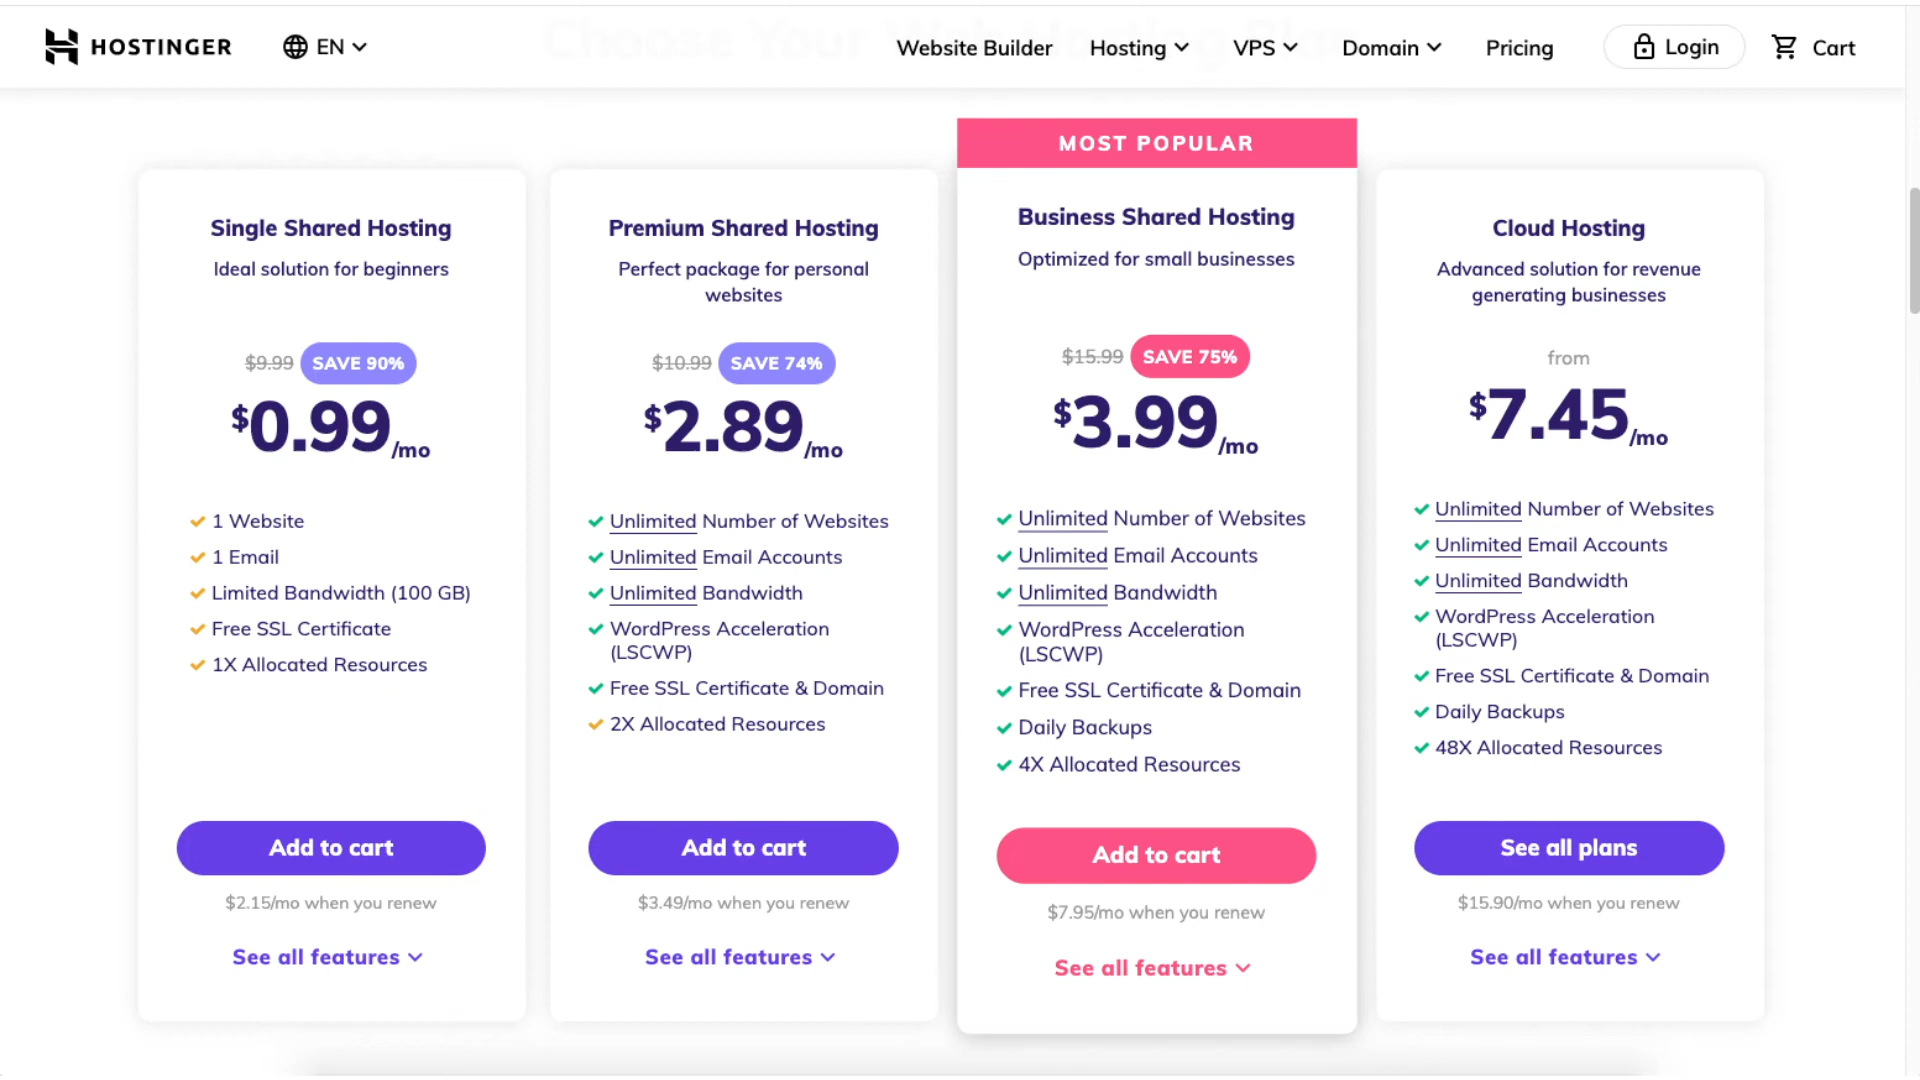 Choose Your Web Hosting Plan
HOSTINGER
EN
Website Builder
Hosting
VPS
Domain
Pricing
Login
Cart
Single Shared Hosting
Ideal solution for beginners
$9.99 SAVE 90%
$0.99/mo
1 Website
1 Email
Limited Bandwidth (100 GB)
Free SSL Certificate
1X Allocated Resources
Add to cart
$2.15/mo when you renew
See all features
Premium Shared Hosting
Perfect package for personal
websites
$10.99 SAVE 74%
$2.89/mo
Unlimited Number of Websites
Unlimited Email Accounts
Unlimited Bandwidth
WordPress Acceleration
(LSCWP)
Free SSL Certificate & Domain
2X Allocated Resources
Add to cart
$3.49/mo when you renew
See all features
MOST POPULAR
Business Shared Hosting
Optimized for small businesses
$15.99 SAVE 75%
$3.99/mo
Unlimited Number of Websites
Unlimited Email Accounts
Unlimited Bandwidth
WordPress Acceleration
(LSCWP)
Free SSL Certificate & Domain
Daily Backups
4X Allocated Resources
Add to cart
$7.95/mo when you renew
See all features
Cloud Hosting
Advanced solution for revenue
generating businesses
from
$7.45/mo
Unlimited Number of Websites
Unlimited Email Accounts
Unlimited Bandwidth
WordPress Acceleration
(LSCWP)
Free SSL Certificate & Domain
Daily Backups
48X Allocated Resources
See all plans
$15.90/mo when you renew
See all features